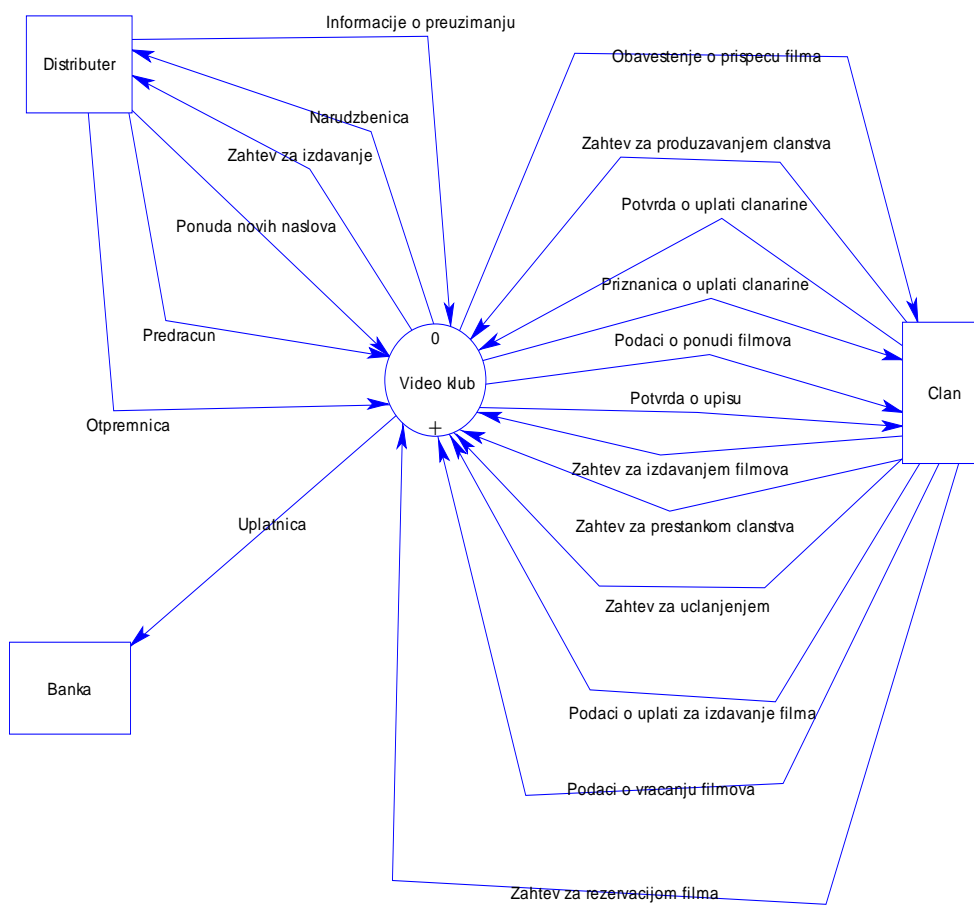 Informacije o preuzimanju
Obavestenje o prispecu filma
Distributer
Narudzbenica
Zahtev za produzavanjem clanstva
Zahtev za izdavanje
Potvrda o uplati clanarine
Ponuda novih naslova
Priznanica o uplati clanarine
Predracun
0
Podaci o ponudi filmova
Video klub
Clan
Potvrda o upisu
Otpremnica
+
Zahtev za izdavanjem filmova
Uplatnica
Zahtev za prestankom clanstva
Zahtev za uclanjenjem
Banka
Podaci o uplati za izdavanje filma
Podaci o vracanju filmova
Zahtev za rezervacijom filma